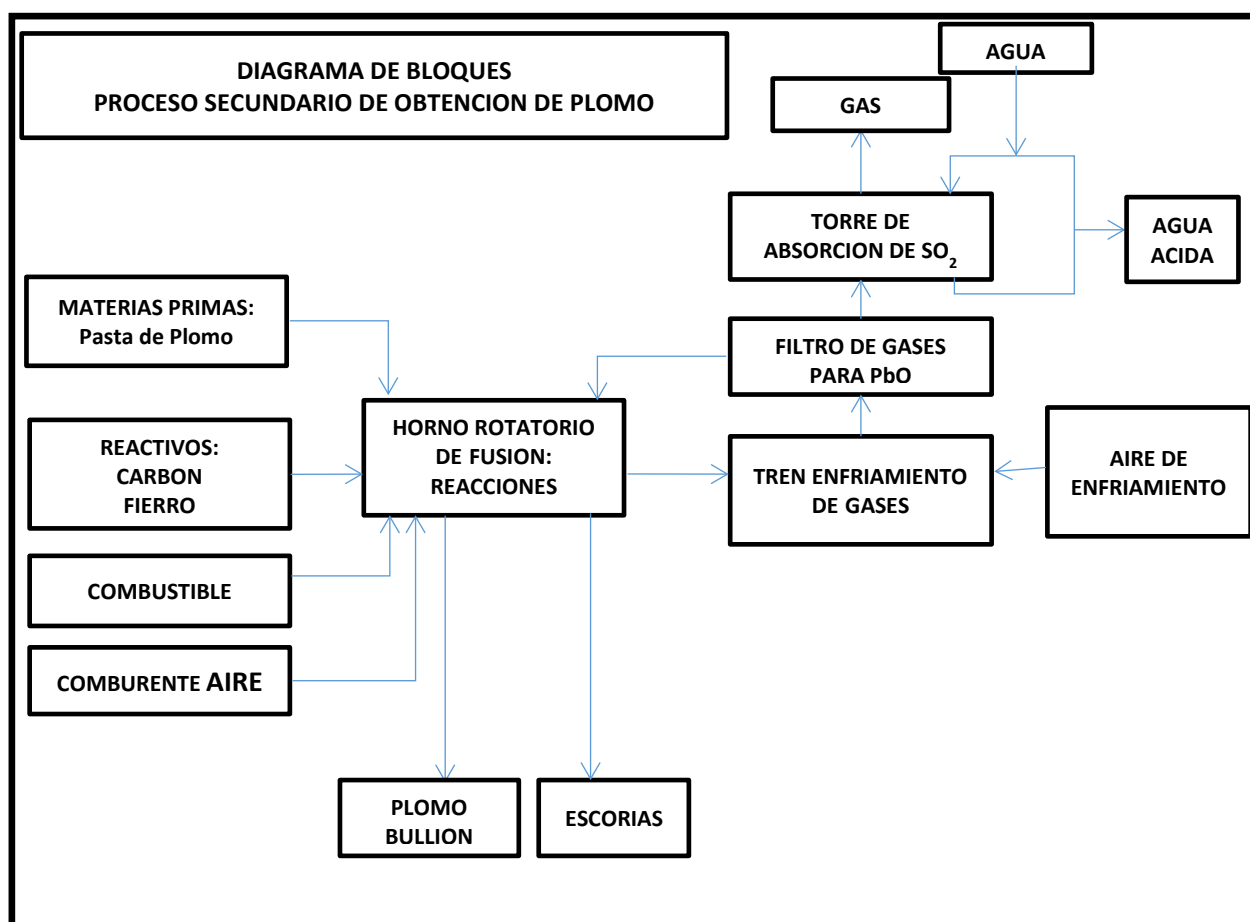 DIAGRAMA DE BLOQUES
PROCESO SECUNDARIO DE OBTENCION DE PLOMO
AGUA
GAS
TORRE DE
ABSORCION DE SO₂
AGUA
ACIDA
MATERIAS PRIMAS:
Pasta de Plomo
FILTRO DE GASES
PARA PbO
REACTIVOS:
CARBON
FIERRO
HORNO ROTATORIO
DE FUSION:
REACCIONES
TREN ENFRIAMIENTO
DE GASES
AIRE DE
ENFRIAMIENTO
COMBUSTIBLE
COMBURENTE AIRE
PLOMO
BULLION
ESCORIAS